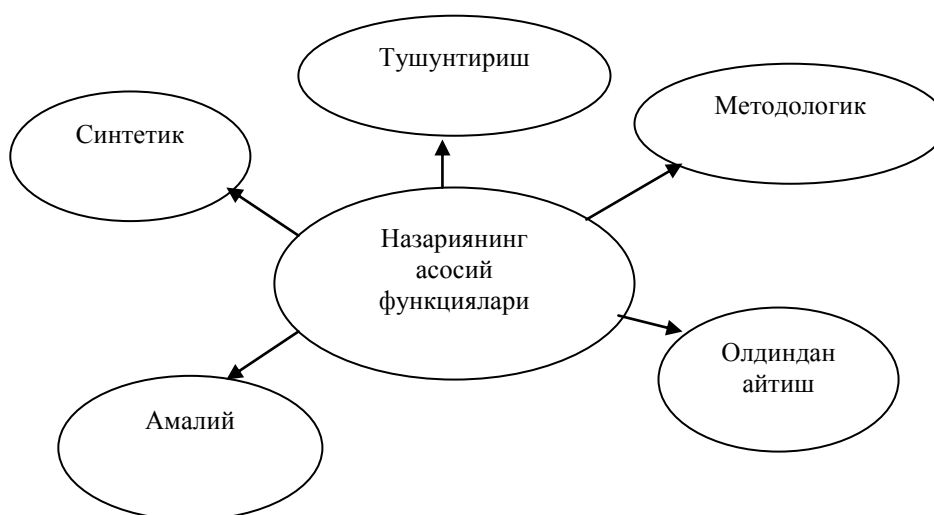 Тушунтириш
Методологик
Синтетик
Назариянинг
асосий
функциялари
Олдиндан
айтиш
Амалий